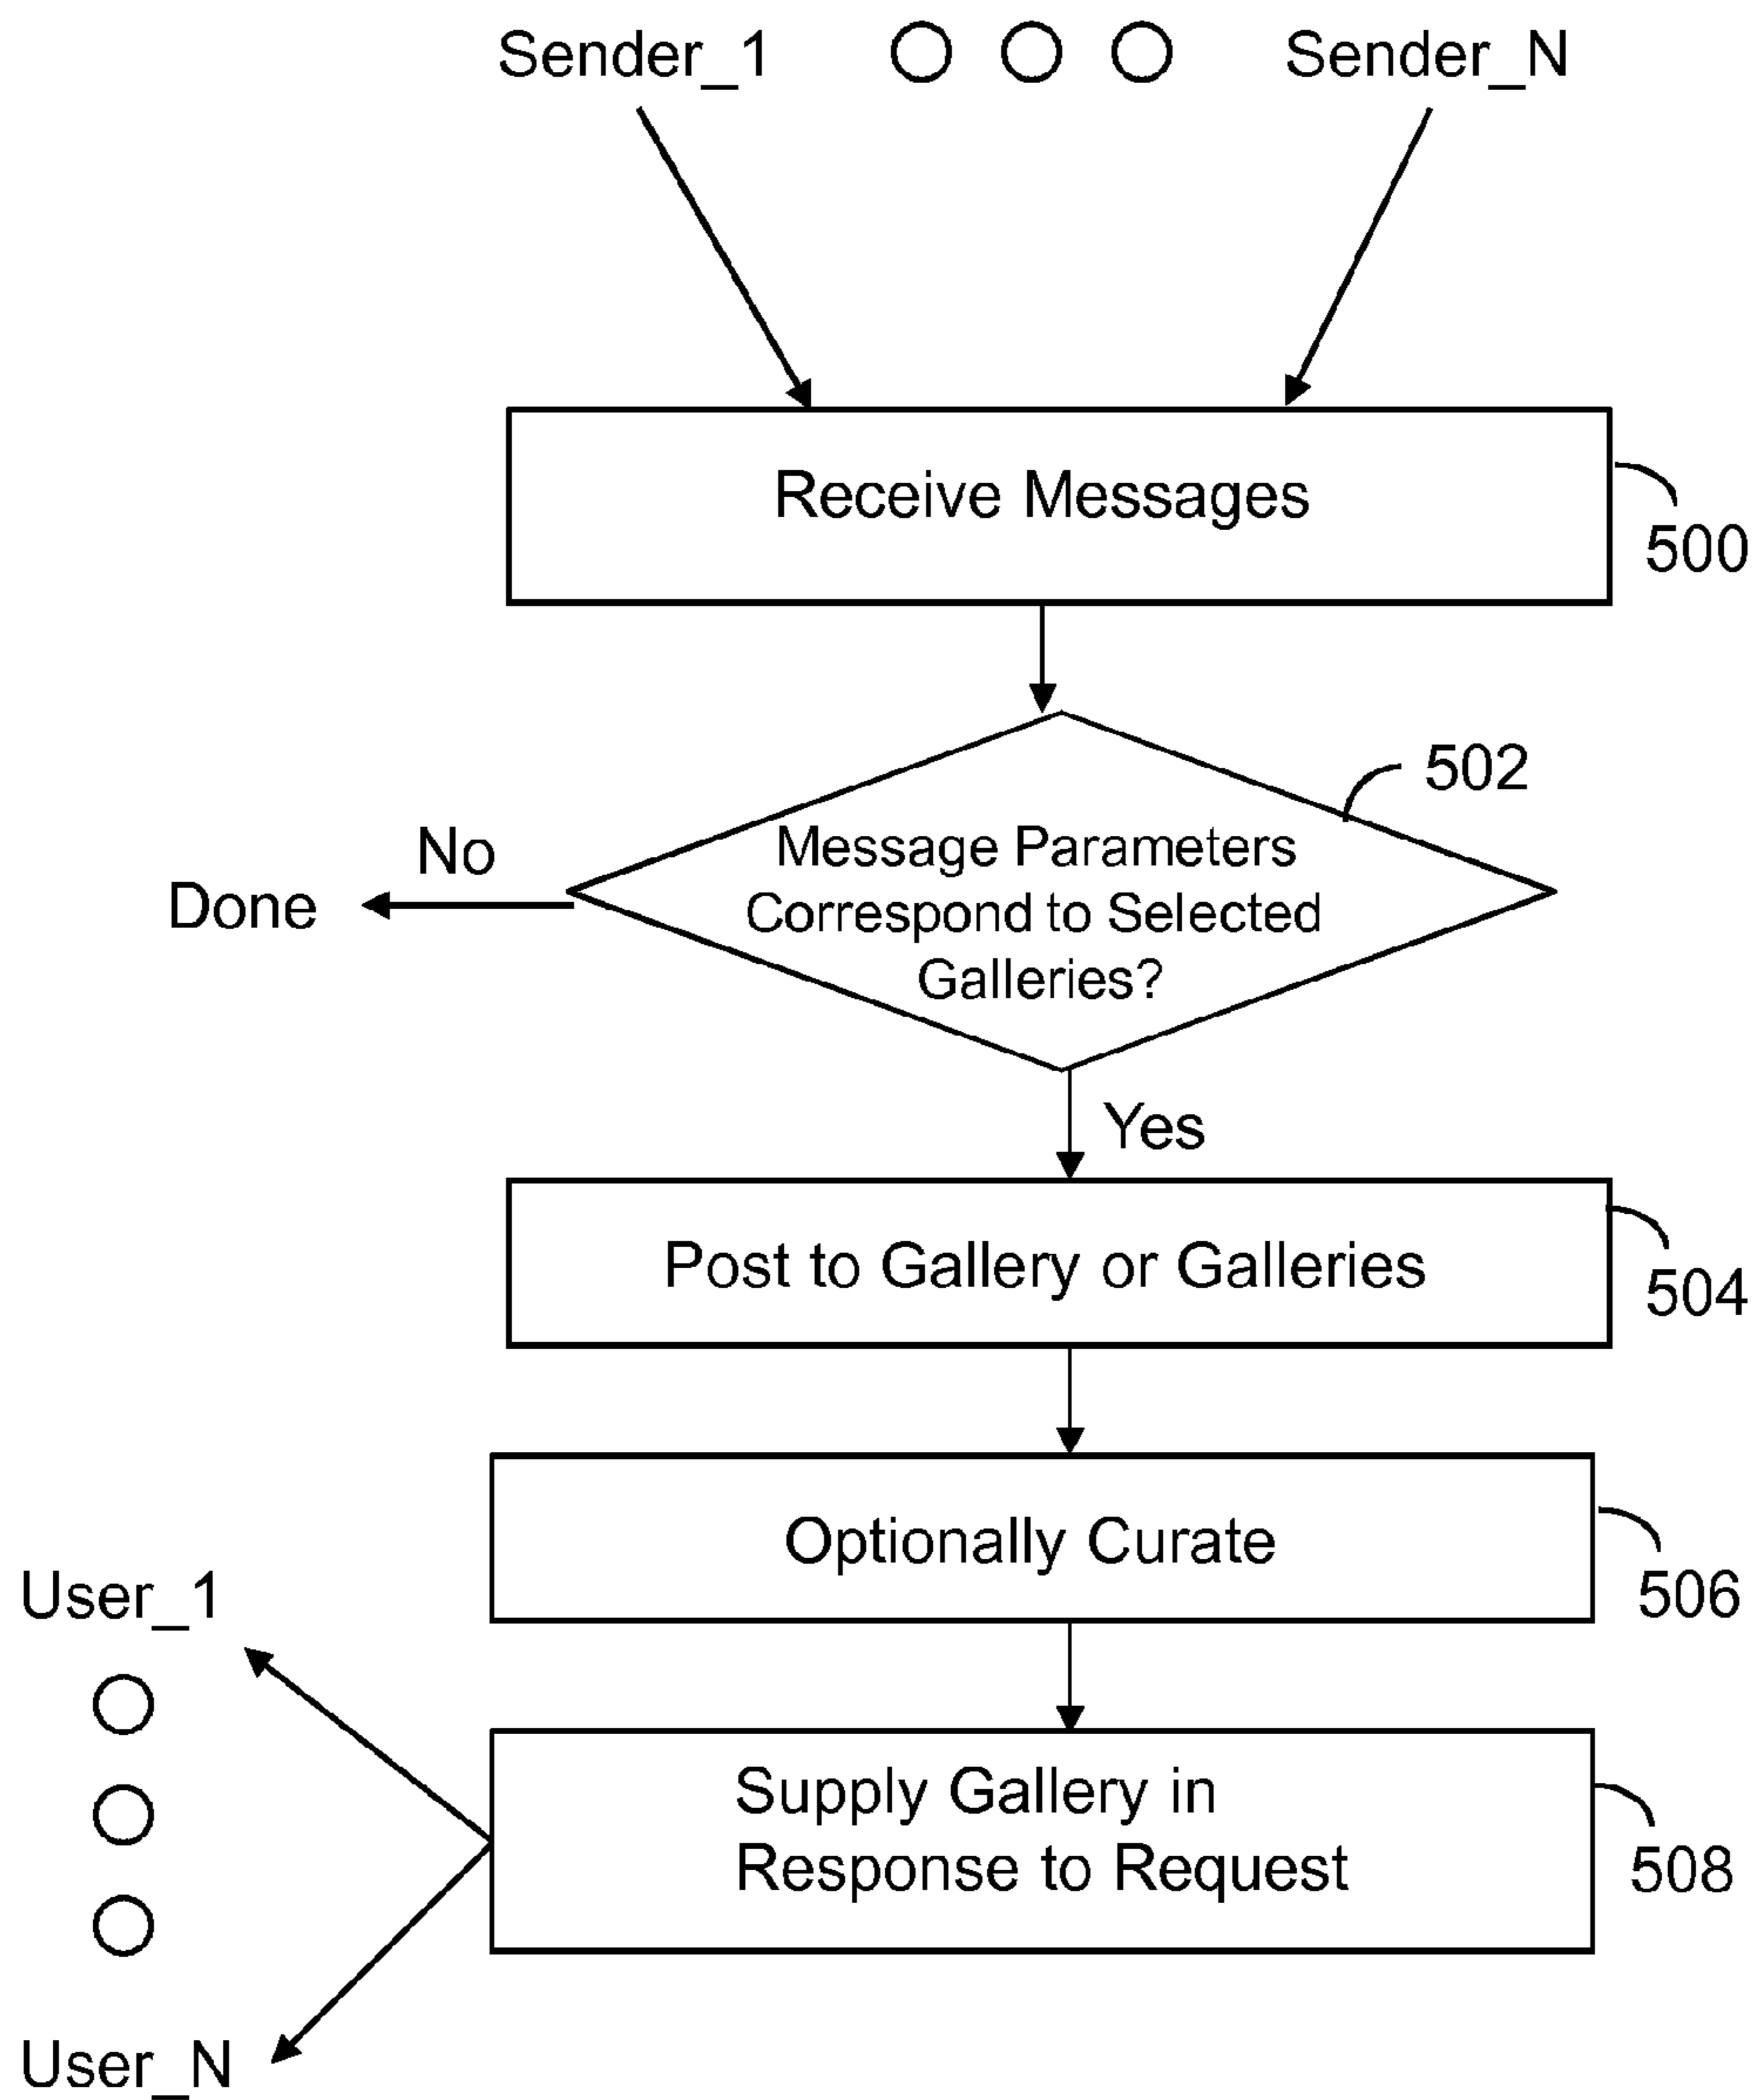 Sender_1
Sender_N
Receive Messages
500
502
Message Parameters
Correspond to Selected
Galleries?
No
Done
Yes
Post to Gallery or Galleries
504
Optionally Curate
506
User_1
Supply Gallery in
Response to Request
508
User_N